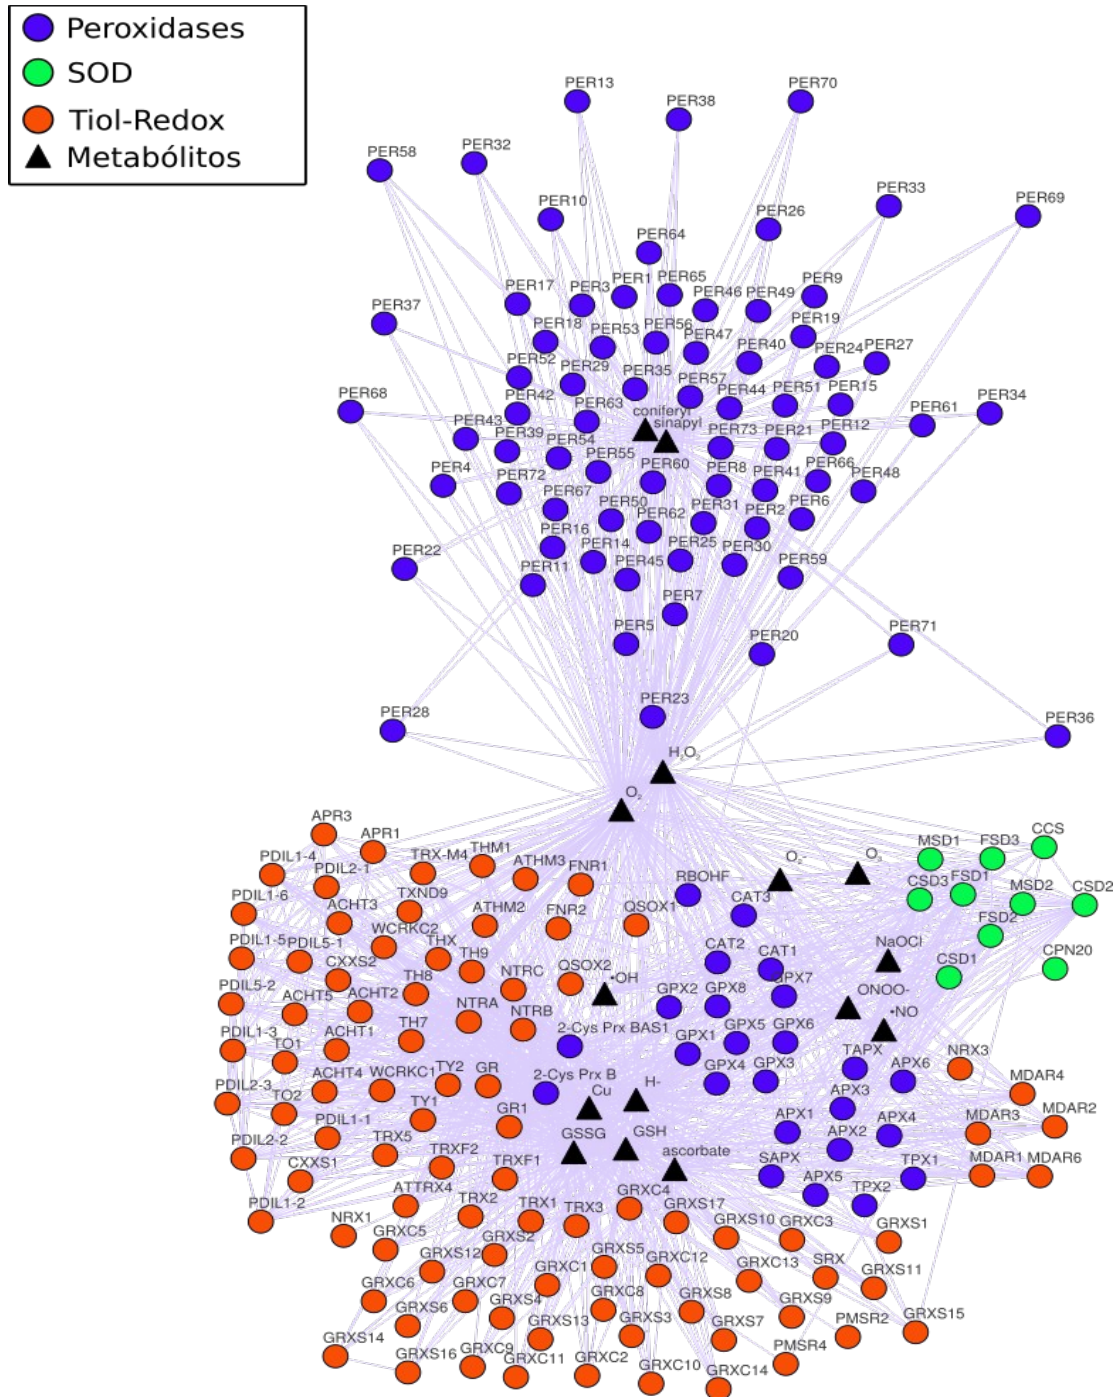 Peroxidases
SOD
Tiol-Redox
Metabólitos
PER13
PER38
PER70
PER58
PER32
PER33
PER69
PER10
PER26
PER64
PER17
PER3
PER1
PER65
PER46
PER49
PER9
PER37
PER18
PER53
PER56
PER47
PER19
PER52
PER29
PER35
PER57
PER40
PER24
PER27
PER68
PER42
PER63
PER44
PER51
PER15
PER43
PER39
PER54
coniferyl
sinapyl
PER73
PER21
PER12
PER61
PER34
PER4
PER72
PER55
PER60
PER8
PER41
PER66
PER48
PER67
PER50
PER62
PER31
PER2
PER6
PER22
PER16
PER11
PER14
PER45
PER25
PER30
PER59
PER7
PER5
PER20
PER71
PER28
PER23
PER36
H₂O₂
O₂
APR3
APR1
PDIL1-4
PDIL2-1
TRX-M4
THM1
ATHM3
FNR1
RBOHF
O₂⁻
O₃
MSD1
FSD3
CCS
PDIL1-6
ACHT3
TXND9
ATHM2
FNR2
QSOX1
CAT3
CSD3
FSD1
MSD2
CSD2
PDIL1-5
PDIL5-1
WCRKC2
THX
TH9
FSD2
CXXS2
TH8
NTRC
QSOX2
•OH
CAT2
CAT1
NaOCl
CSD1
CPN20
PDIL5-2
ACHT5
ACHT2
NTRA
NTRB
GPX2
GPX8
GPX7
ONOO-
•NO
PDIL1-3
TO1
ACHT1
TH7
2-Cys Prx BAS1
GPX1
GPX5
GPX6
PDIL2-3
TO2
ACHT4
WCRKC1
TY2
GR
2-Cys Prx B
Cu
H-
GPX4
GPX3
TAPX
APX6
NRX3
MDAR4
PDIL2-2
PDIL1-1
TY1
GR1
APX3
APX1
APX2
APX4
MDAR3
MDAR2
CXXS1
TRX5
TRXF2
TRXF1
GSSG
GSH
ascorbate
SAPX
APX5
TPX2
TPX1
MDAR1
MDAR6
PDIL1-2
NRX1
ATTRX4
GRXC5
TRX2
TRX1
TRX3
GRXC4
GRXS17
GRXS10
GRXC3
GRXS1
GRXS12
GRXS2
GRXC1
GRXS5
GRXC12
GRXC13
SRX
GRXS11
GRXC6
GRXC7
GRXS6
GRXS4
GRXS13
GRXC8
GRXS3
GRXS8
GRXS7
GRXS9
PMSR2
GRXS15
GRXS14
GRXS16
GRXC9
GRXC11
GRXC2
GRXC10
GRXC14
PMSR4